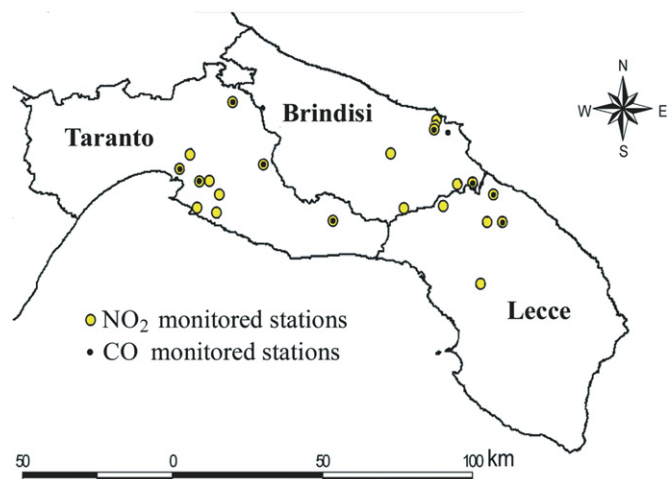 N
Brindisi
W E
Taranto
S
Lecce
NO₂ monitored stations
CO monitored stations
50 0 50 100 km